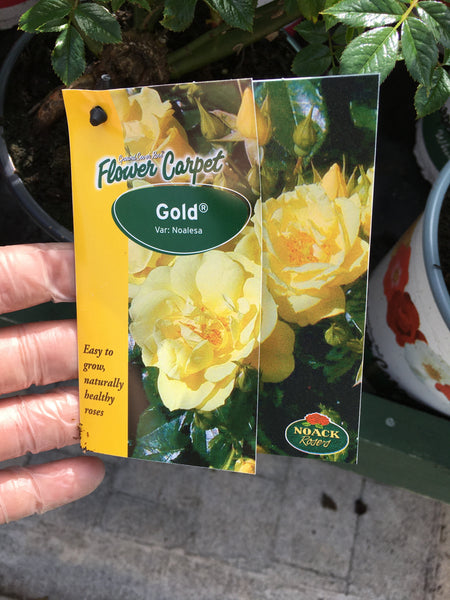 Flower Carpet
Gold®
Var: Noalesa
Easy to
grow,
naturally
healthy
roses
NOACK
Roses